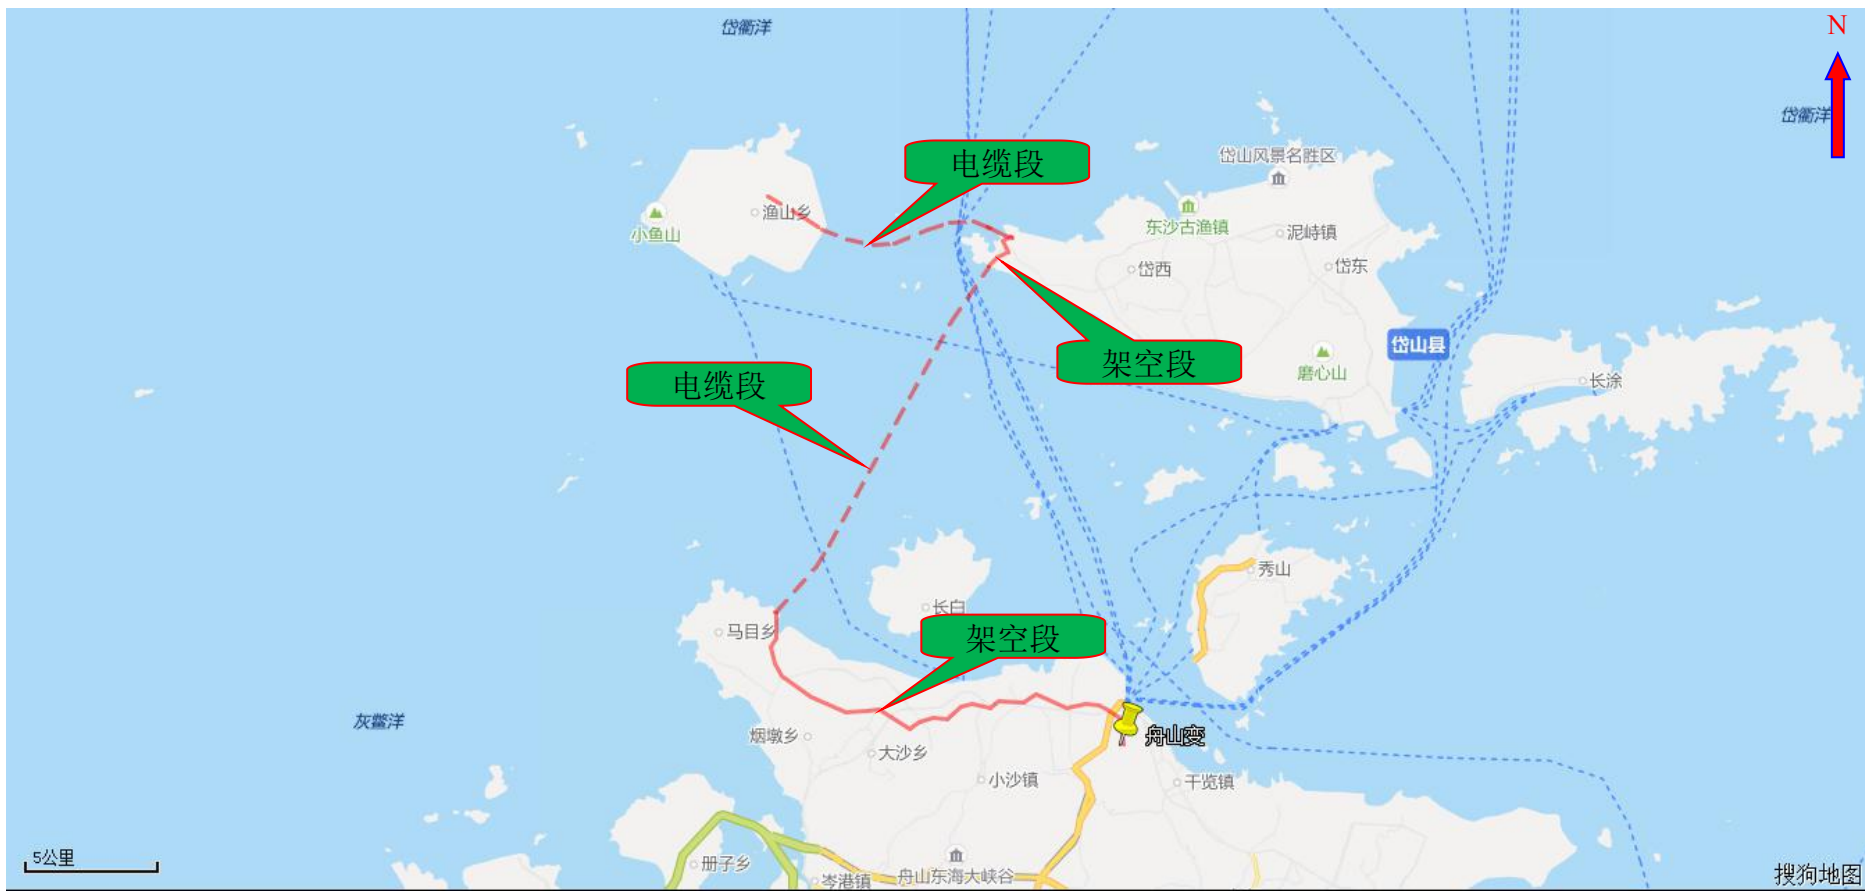 岱衢洋
N
岱衢洋
电缆段
岱山风景名胜区
渔山乡
小鱼山
东沙古渔镇
泥峙镇
岱西
岱东
岱山县
架空段
磨心山
长涂
电缆段
秀山
长白
马目乡
架空段
灰鳖洋
烟墩乡
舟山变
大沙乡
小沙镇
干览镇
5公里
册子乡
岑港镇
舟山东海大峡谷
搜狗地图